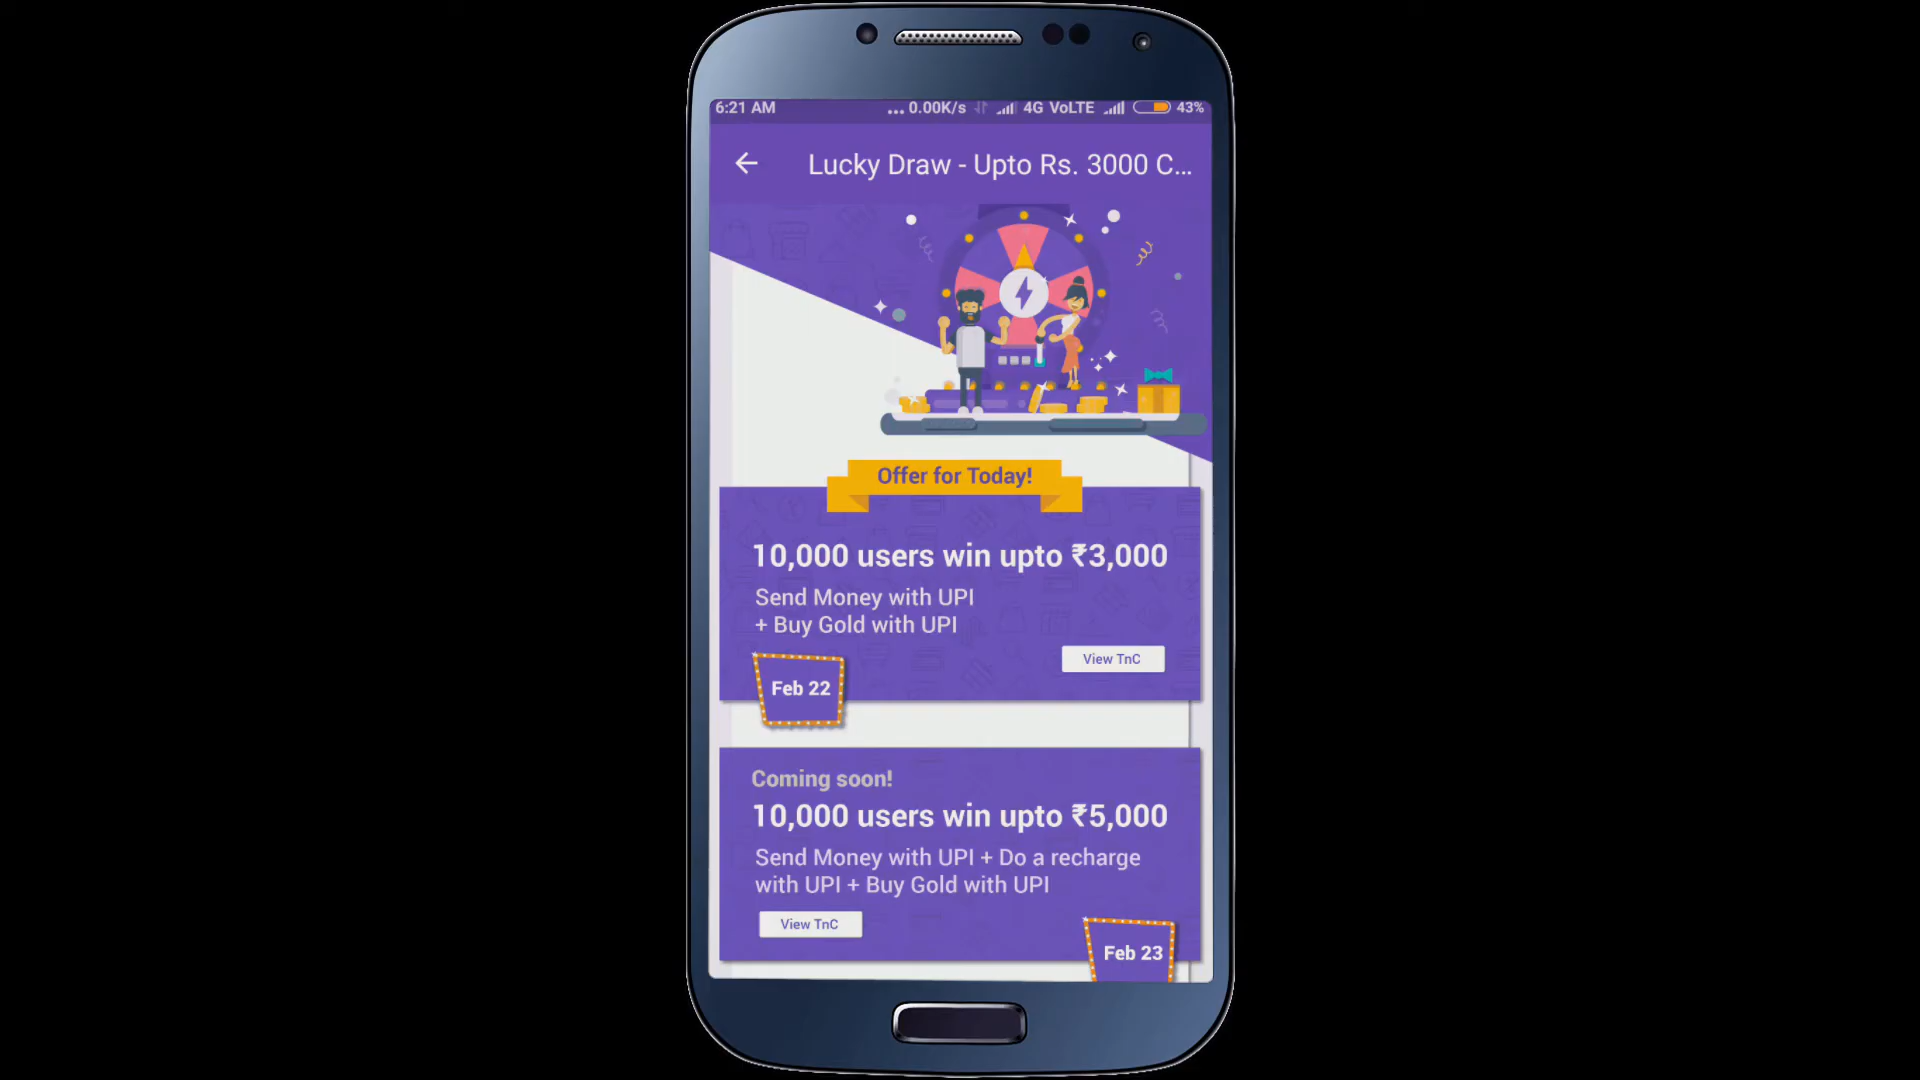 6:21 AM ... 0.00K/s 4G VoLTE 43%
Lucky Draw - Upto Rs. 3000 C...
Offer for Today!
10,000 users win upto ₹3,000
Send Money with UPI
+ Buy Gold with UPI
View TnC
Feb 22
Coming soon!
10,000 users win upto ₹5,000
Send Money with UPI + Do a recharge
with UPI + Buy Gold with UPI
View TnC
Feb 23